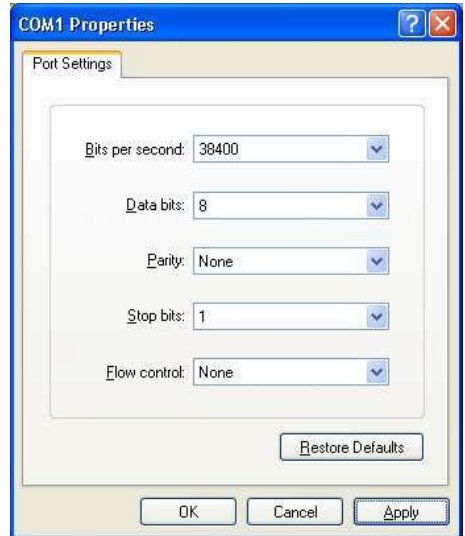 COM1 Properties
Port Settings
Bits per second: 38400
Data bits: 8
Parity: None
Stop bits: 1
Flow control: None
Restore Defaults
OK Cancel Apply